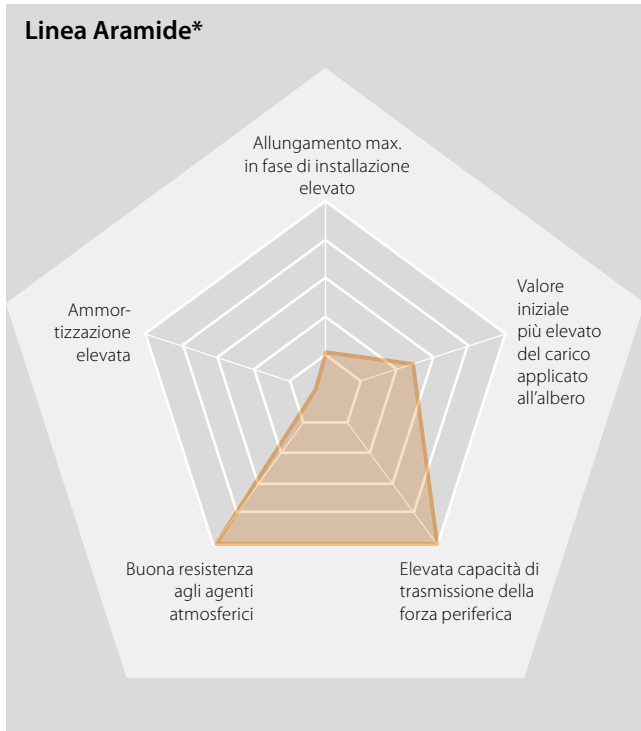 Linea Aramide*
Allungamento max.
in fase di installazione
elevato
Valore
iniziale
più elevato
del carico
applicato
all'albero
Ammor-
tizzazione
elevata
Buona resistenza
agli agenti
atmosferici
Elevata capacità di
trasmissione della
forza periferica